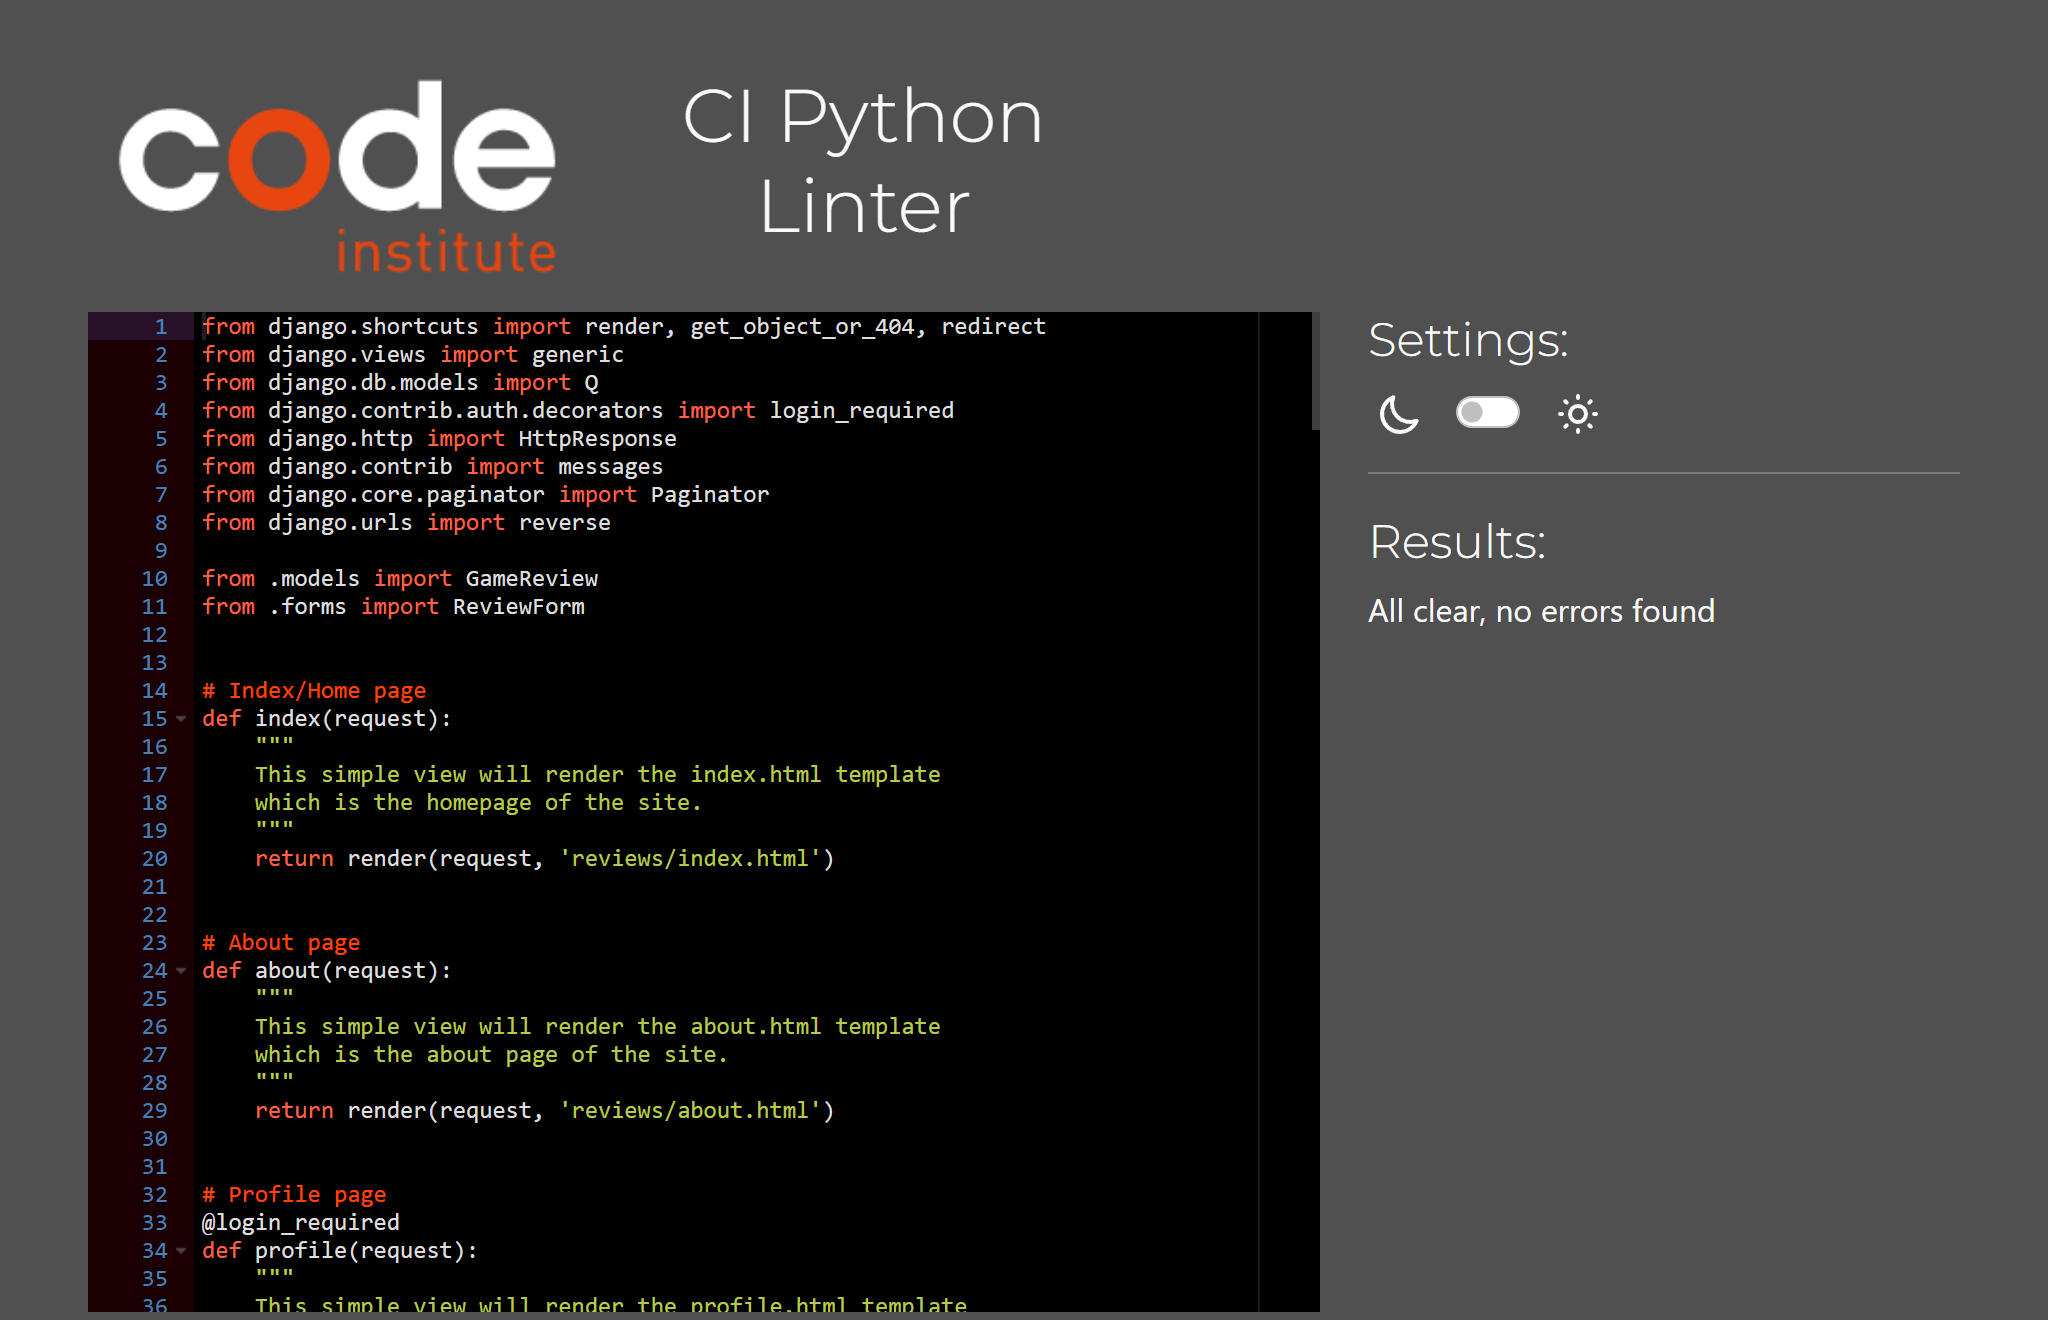 code
institute
CI Python
Linter
1 from django.shortcuts import render, get_object_or_404, redirect
2 from django.views import generic
3 from django.db.models import Q
4 from django.contrib.auth.decorators import login_required
5 from django.http import HttpResponse
6 from django.contrib import messages
7 from django.core.paginator import Paginator
8 from django.urls import reverse
9
10 from .models import GameReview
11 from .forms import ReviewForm
12
13
14 # Index/Home page
15 def index(request):
16     """
17     This simple view will render the index.html template
18     which is the homepage of the site.
19     """
20     return render(request, 'reviews/index.html')
21
22
23 # About page
24 def about(request):
25     """
26     This simple view will render the about.html template
27     which is the about page of the site.
28     """
29     return render(request, 'reviews/about.html')
30
31
32 # Profile page
33 @login_required
34 def profile(request):
35     """
36     This simple view will render the profile.html template
Settings:
Results:
All clear, no errors found